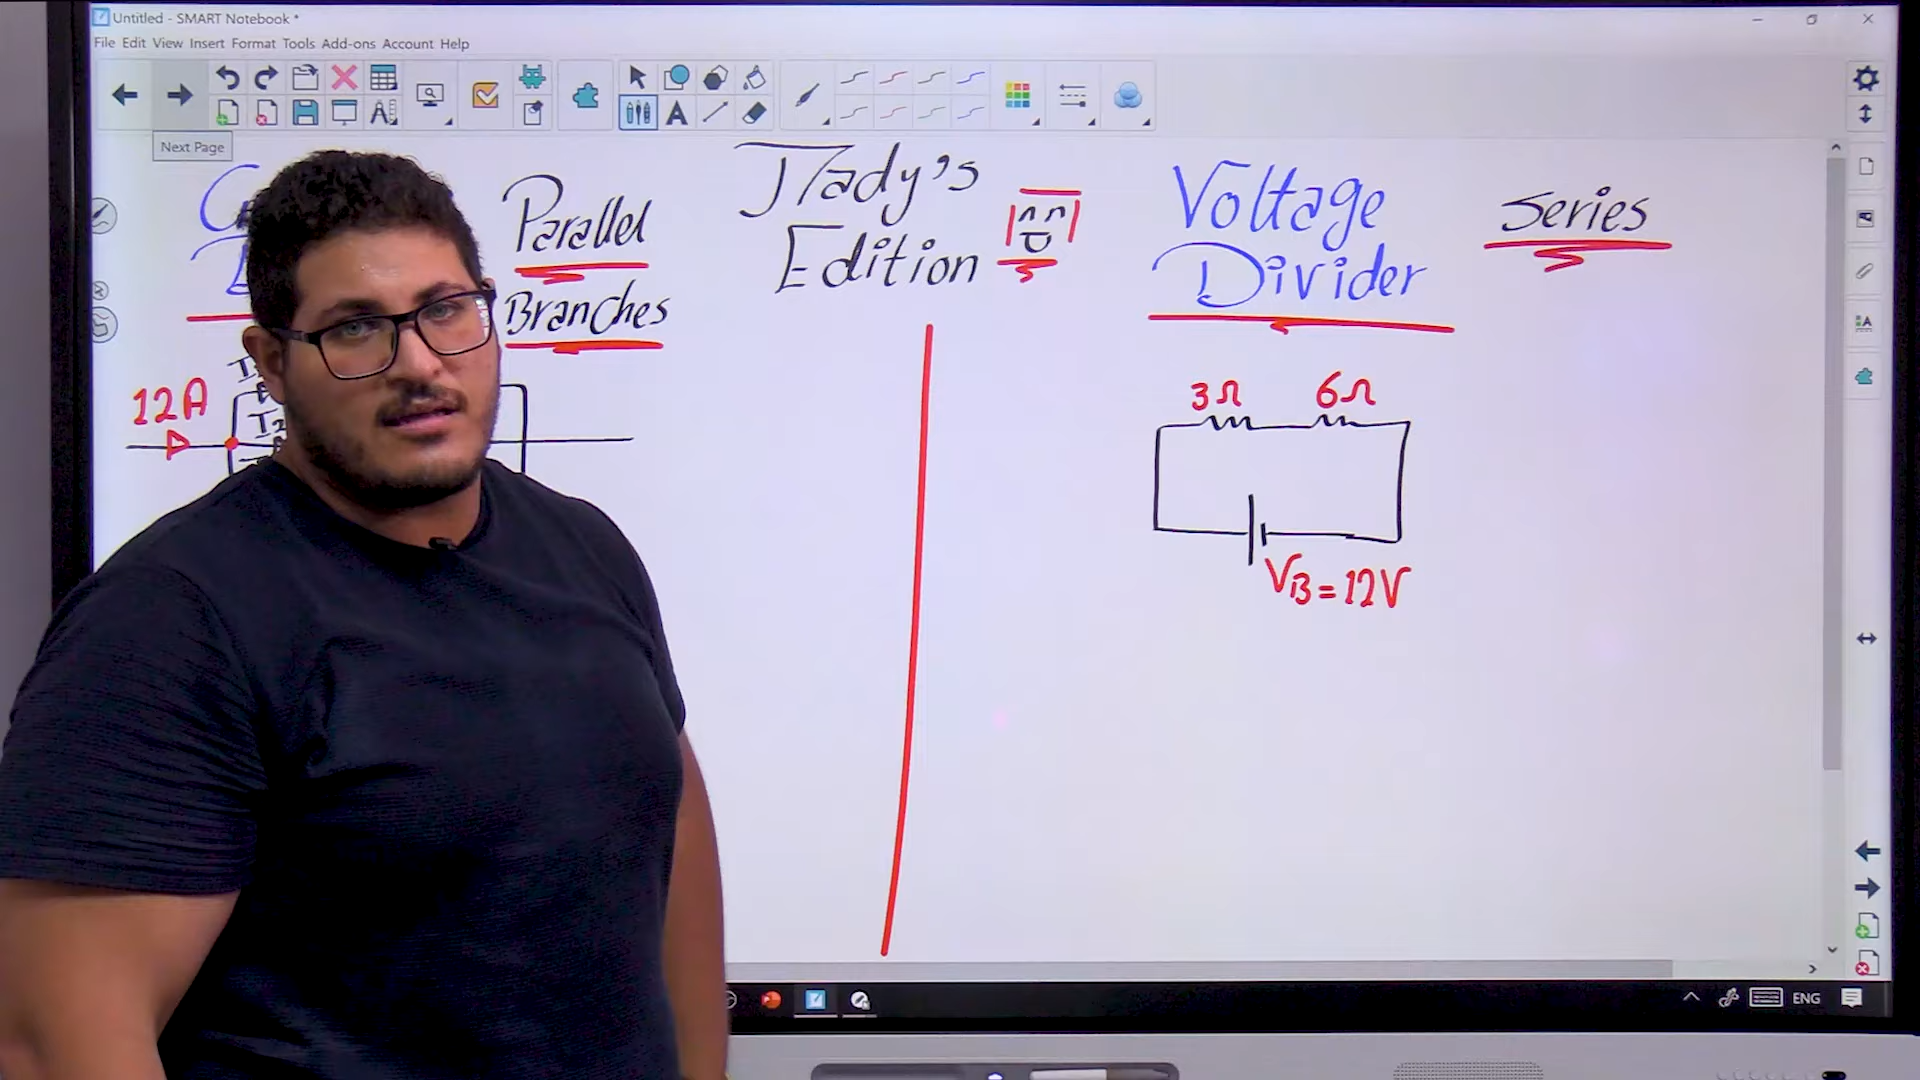 Untitled - SMART Notebook *
File Edit View Insert Format Tools Add-ons Account Help
Next Page
Parallel
Branches
12A
Edition
Voltage
Divider
Series
3Ω
6Ω
VB = 12V
ENG